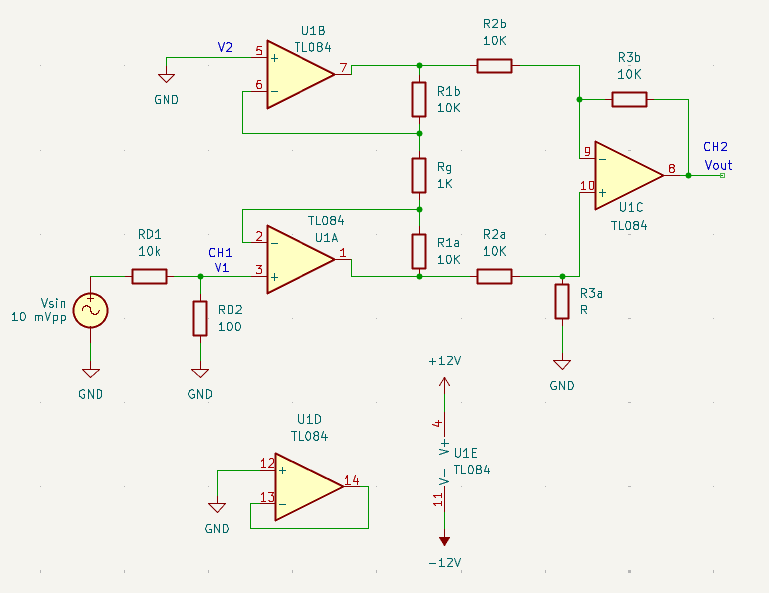 U1B
TL084
V2
5
+
6
−
7
GND
R2b
10K
R3b
10K
R1b
10K
Rg
1K
9
−
10
+
8
CH2
Vout
U1C
TL084
TL084
U1A
2
−
3
+
1
R1a
10K
R2a
10K
RD1
10k
CH1
V1
Vsin
10 mVpp
+
RD2
100
R3a
R
GND
GND
GND
+12V
4
V+
U1E
TL084
V−
11
−12V
U1D
TL084
12
+
13
−
14
GND